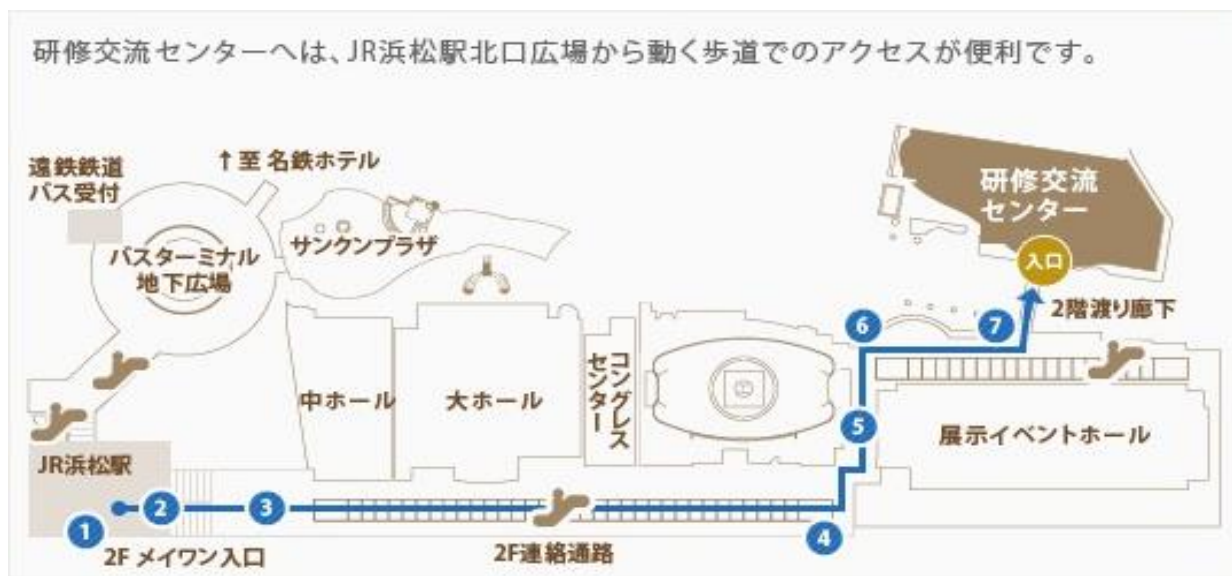 研修交流センターへは、JR浜松駅北口広場から動く歩道でのアクセスが便利です。
遠鉄鉄道
バス受付
↑至 名鉄ホテル
バスターミナル
地下広場
サンクンプラザ
研修交流
センター
入口
2階渡り廊下
中ホール
大ホール
コングレス
センター
展示イベントホール
JR浜松駅
1
2
3
4
5
6
7
2F メイワン入口
2F連絡通路